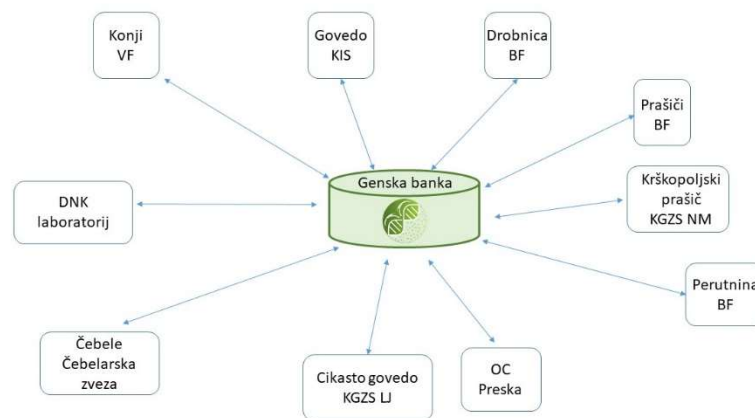 Konji
VF
Govedo
KIS
Drobnica
BF
Prašiči
BF
Genska banka
DNK
laboratorij
Krškopoljski
prašič
KGZS NM
Perutnina
BF
Čebele
Čebelarska
zveza
Cikasto govedo
KGZS LJ
OC
Preska